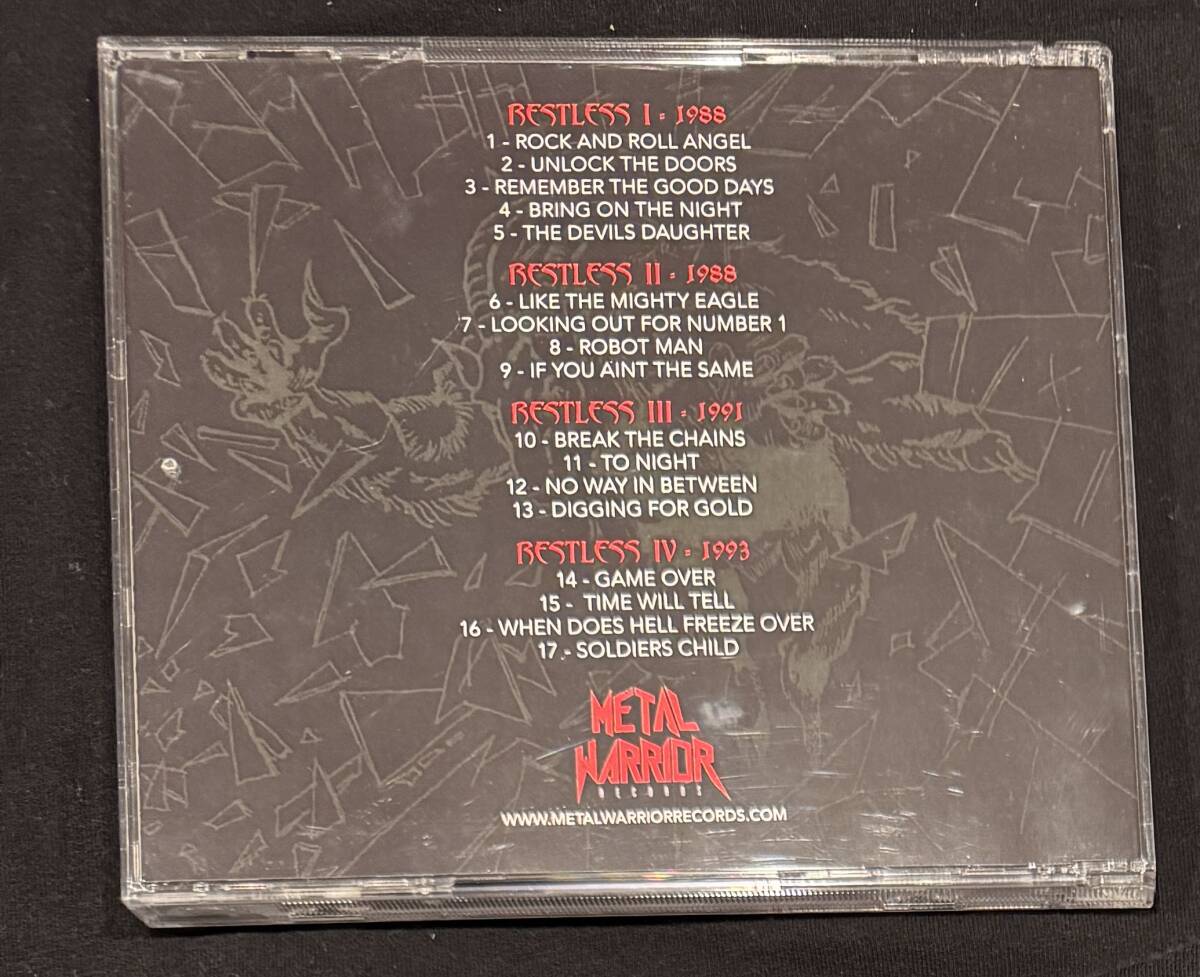 RESTLESS I - 1988
1 - ROCK AND ROLL ANGEL
2 - UNLOCK THE DOORS
3 - REMEMBER THE GOOD DAYS
4 - BRING ON THE NIGHT
5 - THE DEVILS DAUGHTER
RESTLESS II - 1988
6 - LIKE THE MIGHTY EAGLE
7 - LOOKING OUT FOR NUMBER 1
8 - ROBOT MAN
9 - IF YOU AINT THE SAME
RESTLESS III - 1991
10 - BREAK THE CHAINS
11 - TO NIGHT
12 - NO WAY IN BETWEEN
13 - DIGGING FOR GOLD
RESTLESS IV - 1993
14 - GAME OVER
15 - TIME WILL TELL
16 - WHEN DOES HELL FREEZE OVER
17 - SOLDIERS CHILD
METAL
WARRIOR
RECORDS
WWW.METALWARRIORRECORDS.COM